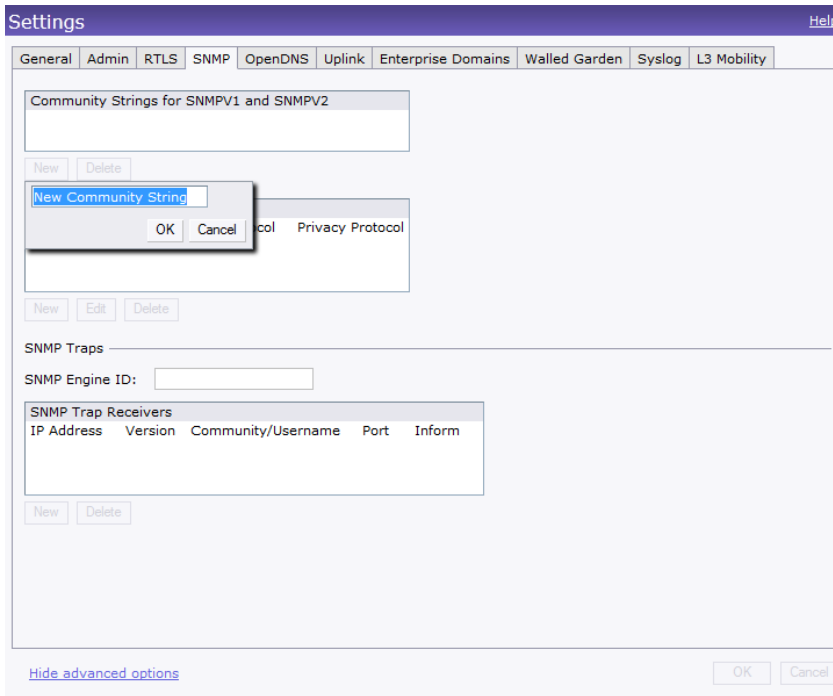 Settings Help
General Admin RTLS SNMP OpenDNS Uplink Enterprise Domains Walled Garden Syslog L3 Mobility
Community Strings for SNMPV1 and SNMPV2
New Delete
New Community String
OK Cancel
ocol Privacy Protocol
New Edit Delete
SNMP Traps
SNMP Engine ID:
SNMP Trap Receivers
IP Address Version Community/Username Port Inform
New Delete
Hide advanced options
OK Cancel